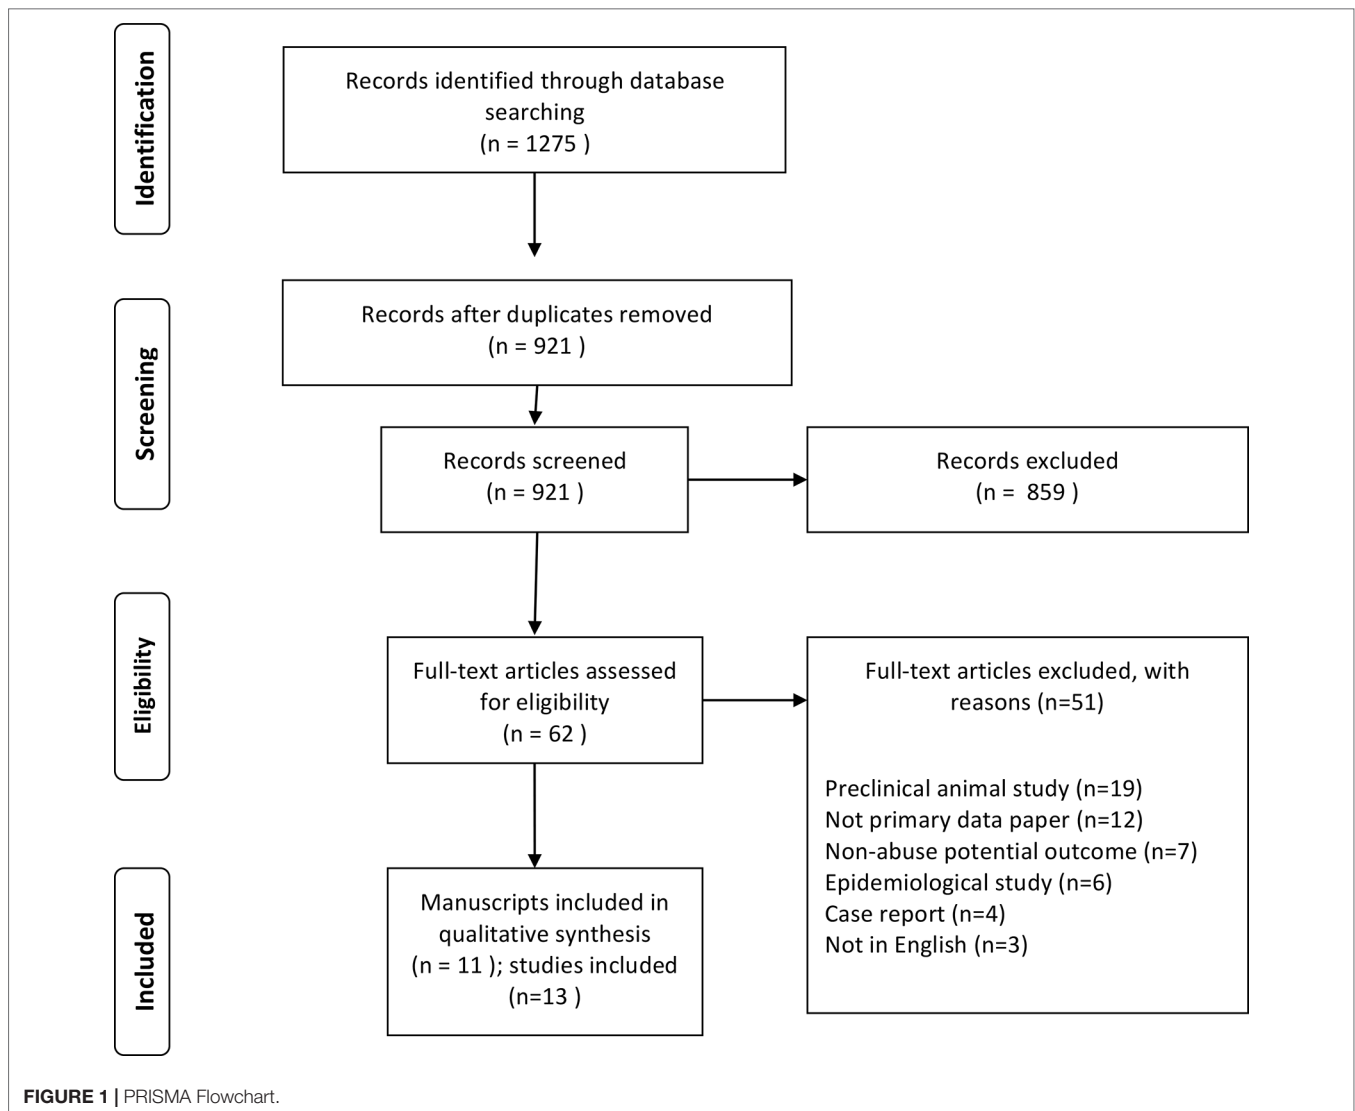 Identification
Records identified through database
searching
(n = 1275 )
Screening
Records after duplicates removed
(n = 921 )
Records screened
(n = 921 )
Records excluded
(n =  859 )
Eligibility
Full-text articles assessed
for eligibility
(n = 62 )
Full-text articles excluded, with
reasons (n=51)
Preclinical animal study (n=19)
Not primary data paper (n=12)
Non-abuse potential outcome (n=7)
Epidemiological study (n=6)
Case report (n=4)
Not in English (n=3)
Included
Manuscripts included in
qualitative synthesis
(n = 11 ); studies included
(n=13 )
FIGURE 1 | PRISMA Flowchart.